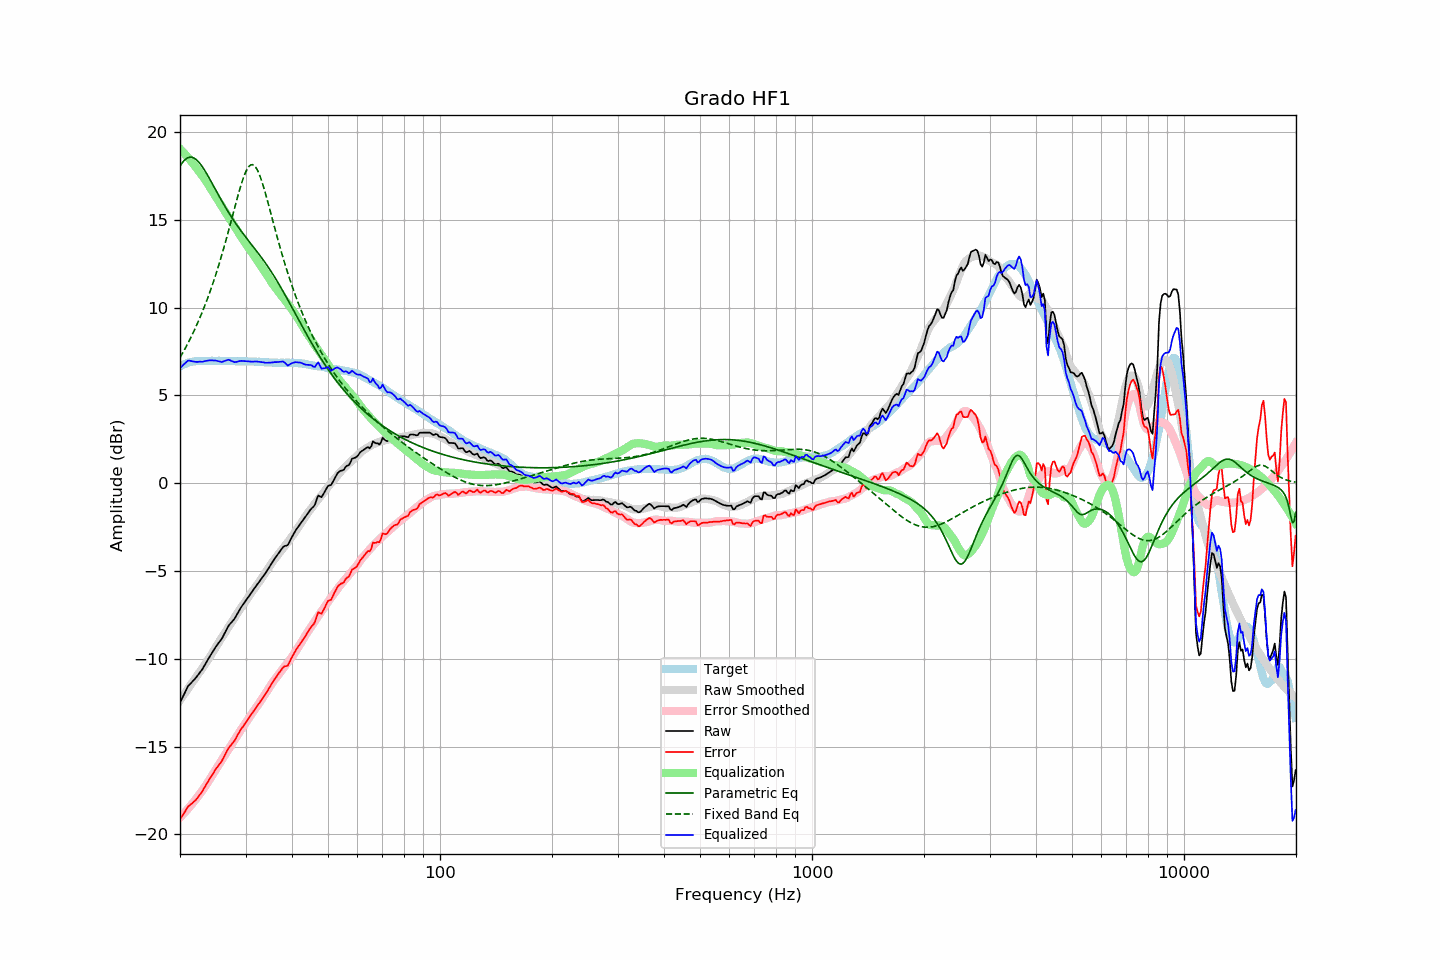 Grado HF1
Amplitude (dBr)
20
15
10
5
0
−5
−10
−15
−20
Target
Raw Smoothed
Error Smoothed
Raw
Error
Equalization
Parametric Eq
Fixed Band Eq
Equalized
100
1000
10000
Frequency (Hz)